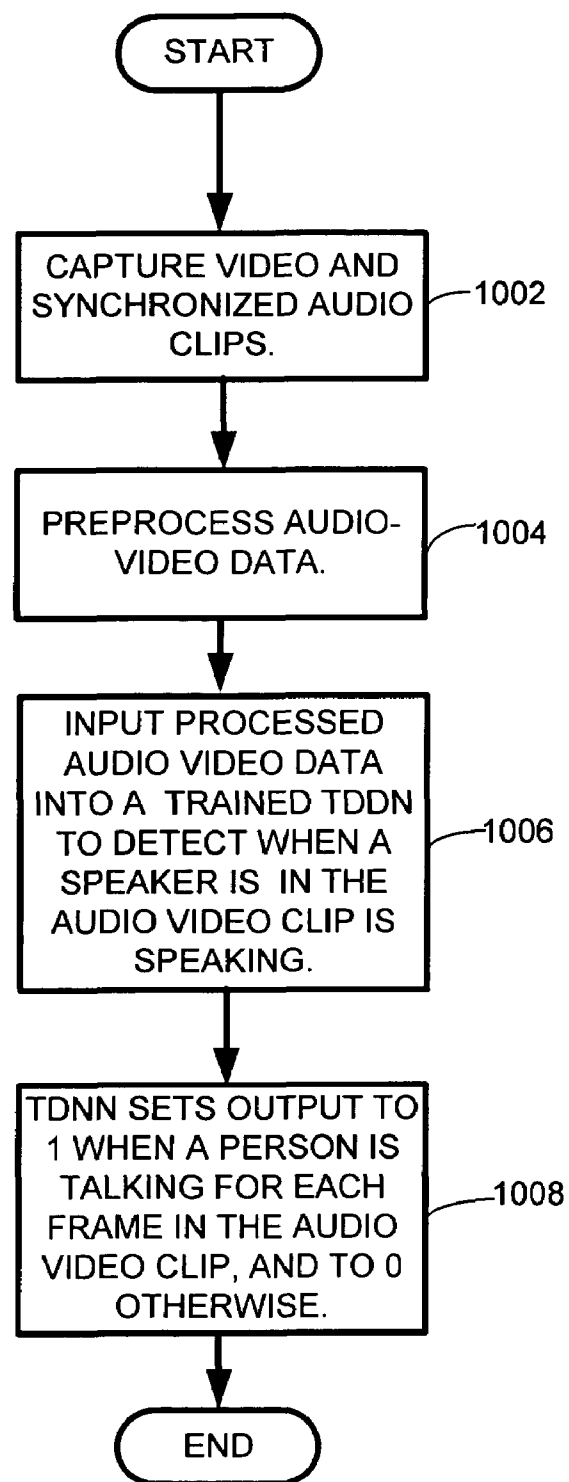 START
CAPTURE VIDEO AND
SYNCHRONIZED AUDIO
CLIPS.
1002
PREPROCESS AUDIO-
VIDEO DATA.
1004
INPUT PROCESSED
AUDIO VIDEO DATA
INTO A TRAINED TDDN
TO DETECT WHEN A
SPEAKER IS IN THE
AUDIO VIDEO CLIP IS
SPEAKING.
1006
TDNN SETS OUTPUT TO
1 WHEN A PERSON IS
TALKING FOR EACH
FRAME IN THE AUDIO
VIDEO CLIP, AND TO 0
OTHERWISE.
1008
END